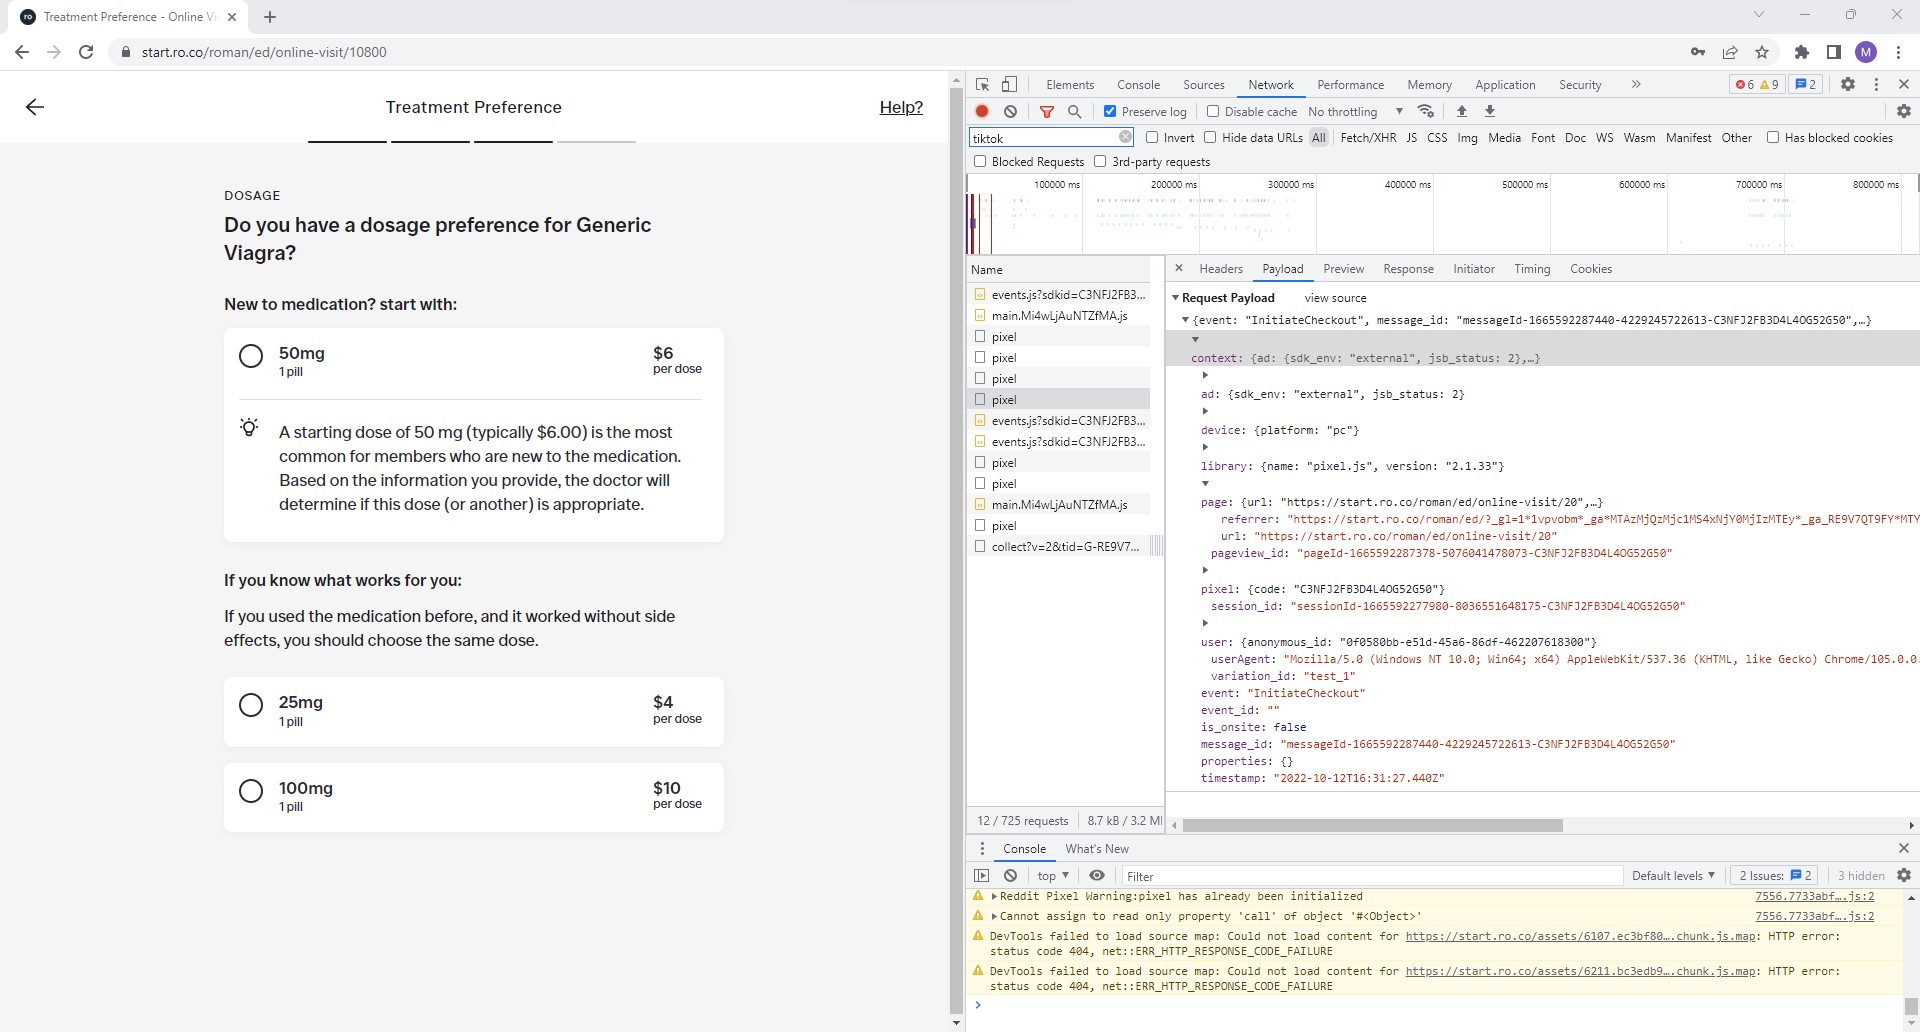 ro Treatment Preference - Online Vi
start.ro.co/roman/ed/online-visit/10800
M
Treatment Preference
Help?
DOSAGE
Do you have a dosage preference for Generic
Viagra?
New to medication? start with:
50mg $6
1 pill per dose
A starting dose of 50 mg (typically $6.00) is the most
common for members who are new to the medication.
Based on the information you provide, the doctor will
determine if this dose (or another) is appropriate.
If you know what works for you:
If you used the medication before, and it worked without side
effects, you should choose the same dose.
25mg $4
1 pill per dose
100mg $10
1 pill per dose
Elements Console Sources Network Performance Memory Application Security 6 9 2
Preserve log Disable cache No throttling
tiktok Invert Hide data URLs All Fetch/XHR JS CSS Img Media Font Doc WS Wasm Manifest Other Has blocked cookies
Blocked Requests 3rd-party requests
100000 ms 200000 ms 300000 ms 400000 ms 500000 ms 600000 ms 700000 ms 800000 ms
Name
events.js?sdkid=C3NFJ2FB3...
main.Mi4wLjAuNTZfMA.js
pixel
pixel
pixel
pixel
events.js?sdkid=C3NFJ2FB3...
events.js?sdkid=C3NFJ2FB3...
pixel
pixel
main.Mi4wLjAuNTZfMA.js
pixel
collect?v=2&tid=G-RE9V7...
12 / 725 requests 8.7 kB / 3.2 MI
Headers Payload Preview Response Initiator Timing Cookies
Request Payload view source
{event: "InitiateCheckout", message_id: "messageId-1665592287440-4229245722613-C3NFJ2FB3D4L4OG52G50",…}
context: {ad: {sdk_env: "external", jsb_status: 2},…}
ad: {sdk_env: "external", jsb_status: 2}
device: {platform: "pc"}
library: {name: "pixel.js", version: "2.1.33"}
page: {url: "https://start.ro.co/roman/ed/online-visit/20",…}
referrer: "https://start.ro.co/roman/ed/?_gl=1*1vpvobm*_ga*MTAzMjQzMjc1MS4xNjY0MjIzMTEy*_ga_RE9V7QT9FY*MTY
url: "https://start.ro.co/roman/ed/online-visit/20"
pageview_id: "pageId-1665592287378-5076041478073-C3NFJ2FB3D4L4OG52G50"
pixel: {code: "C3NFJ2FB3D4L4OG52G50"}
session_id: "sessionId-1665592277980-8036551648175-C3NFJ2FB3D4L4OG52G50"
user: {anonymous_id: "0f0580bb-e51d-45a6-86df-462207618300"}
userAgent: "Mozilla/5.0 (Windows NT 10.0; Win64; x64) AppleWebKit/537.36 (KHTML, like Gecko) Chrome/105.0.0.
variation_id: "test_1"
event: "InitiateCheckout"
event_id: ""
is_onsite: false
message_id: "messageId-1665592287440-4229245722613-C3NFJ2FB3D4L4OG52G50"
properties: {}
timestamp: "2022-10-12T16:31:27.440Z"
Console What's New
top Filter Default levels 2 Issues: 2 3 hidden
Reddit Pixel Warning:pixel has already been initialized 7556.7733abf….js:2
Cannot assign to read only property 'call' of object '#<Object>' 7556.7733abf….js:2
DevTools failed to load source map: Could not load content for https://start.ro.co/assets/6107.ec3bf80….chunk.js.map: HTTP error:
status code 404, net::ERR_HTTP_RESPONSE_CODE_FAILURE
DevTools failed to load source map: Could not load content for https://start.ro.co/assets/6211.bc3edb9….chunk.js.map: HTTP error:
status code 404, net::ERR_HTTP_RESPONSE_CODE_FAILURE